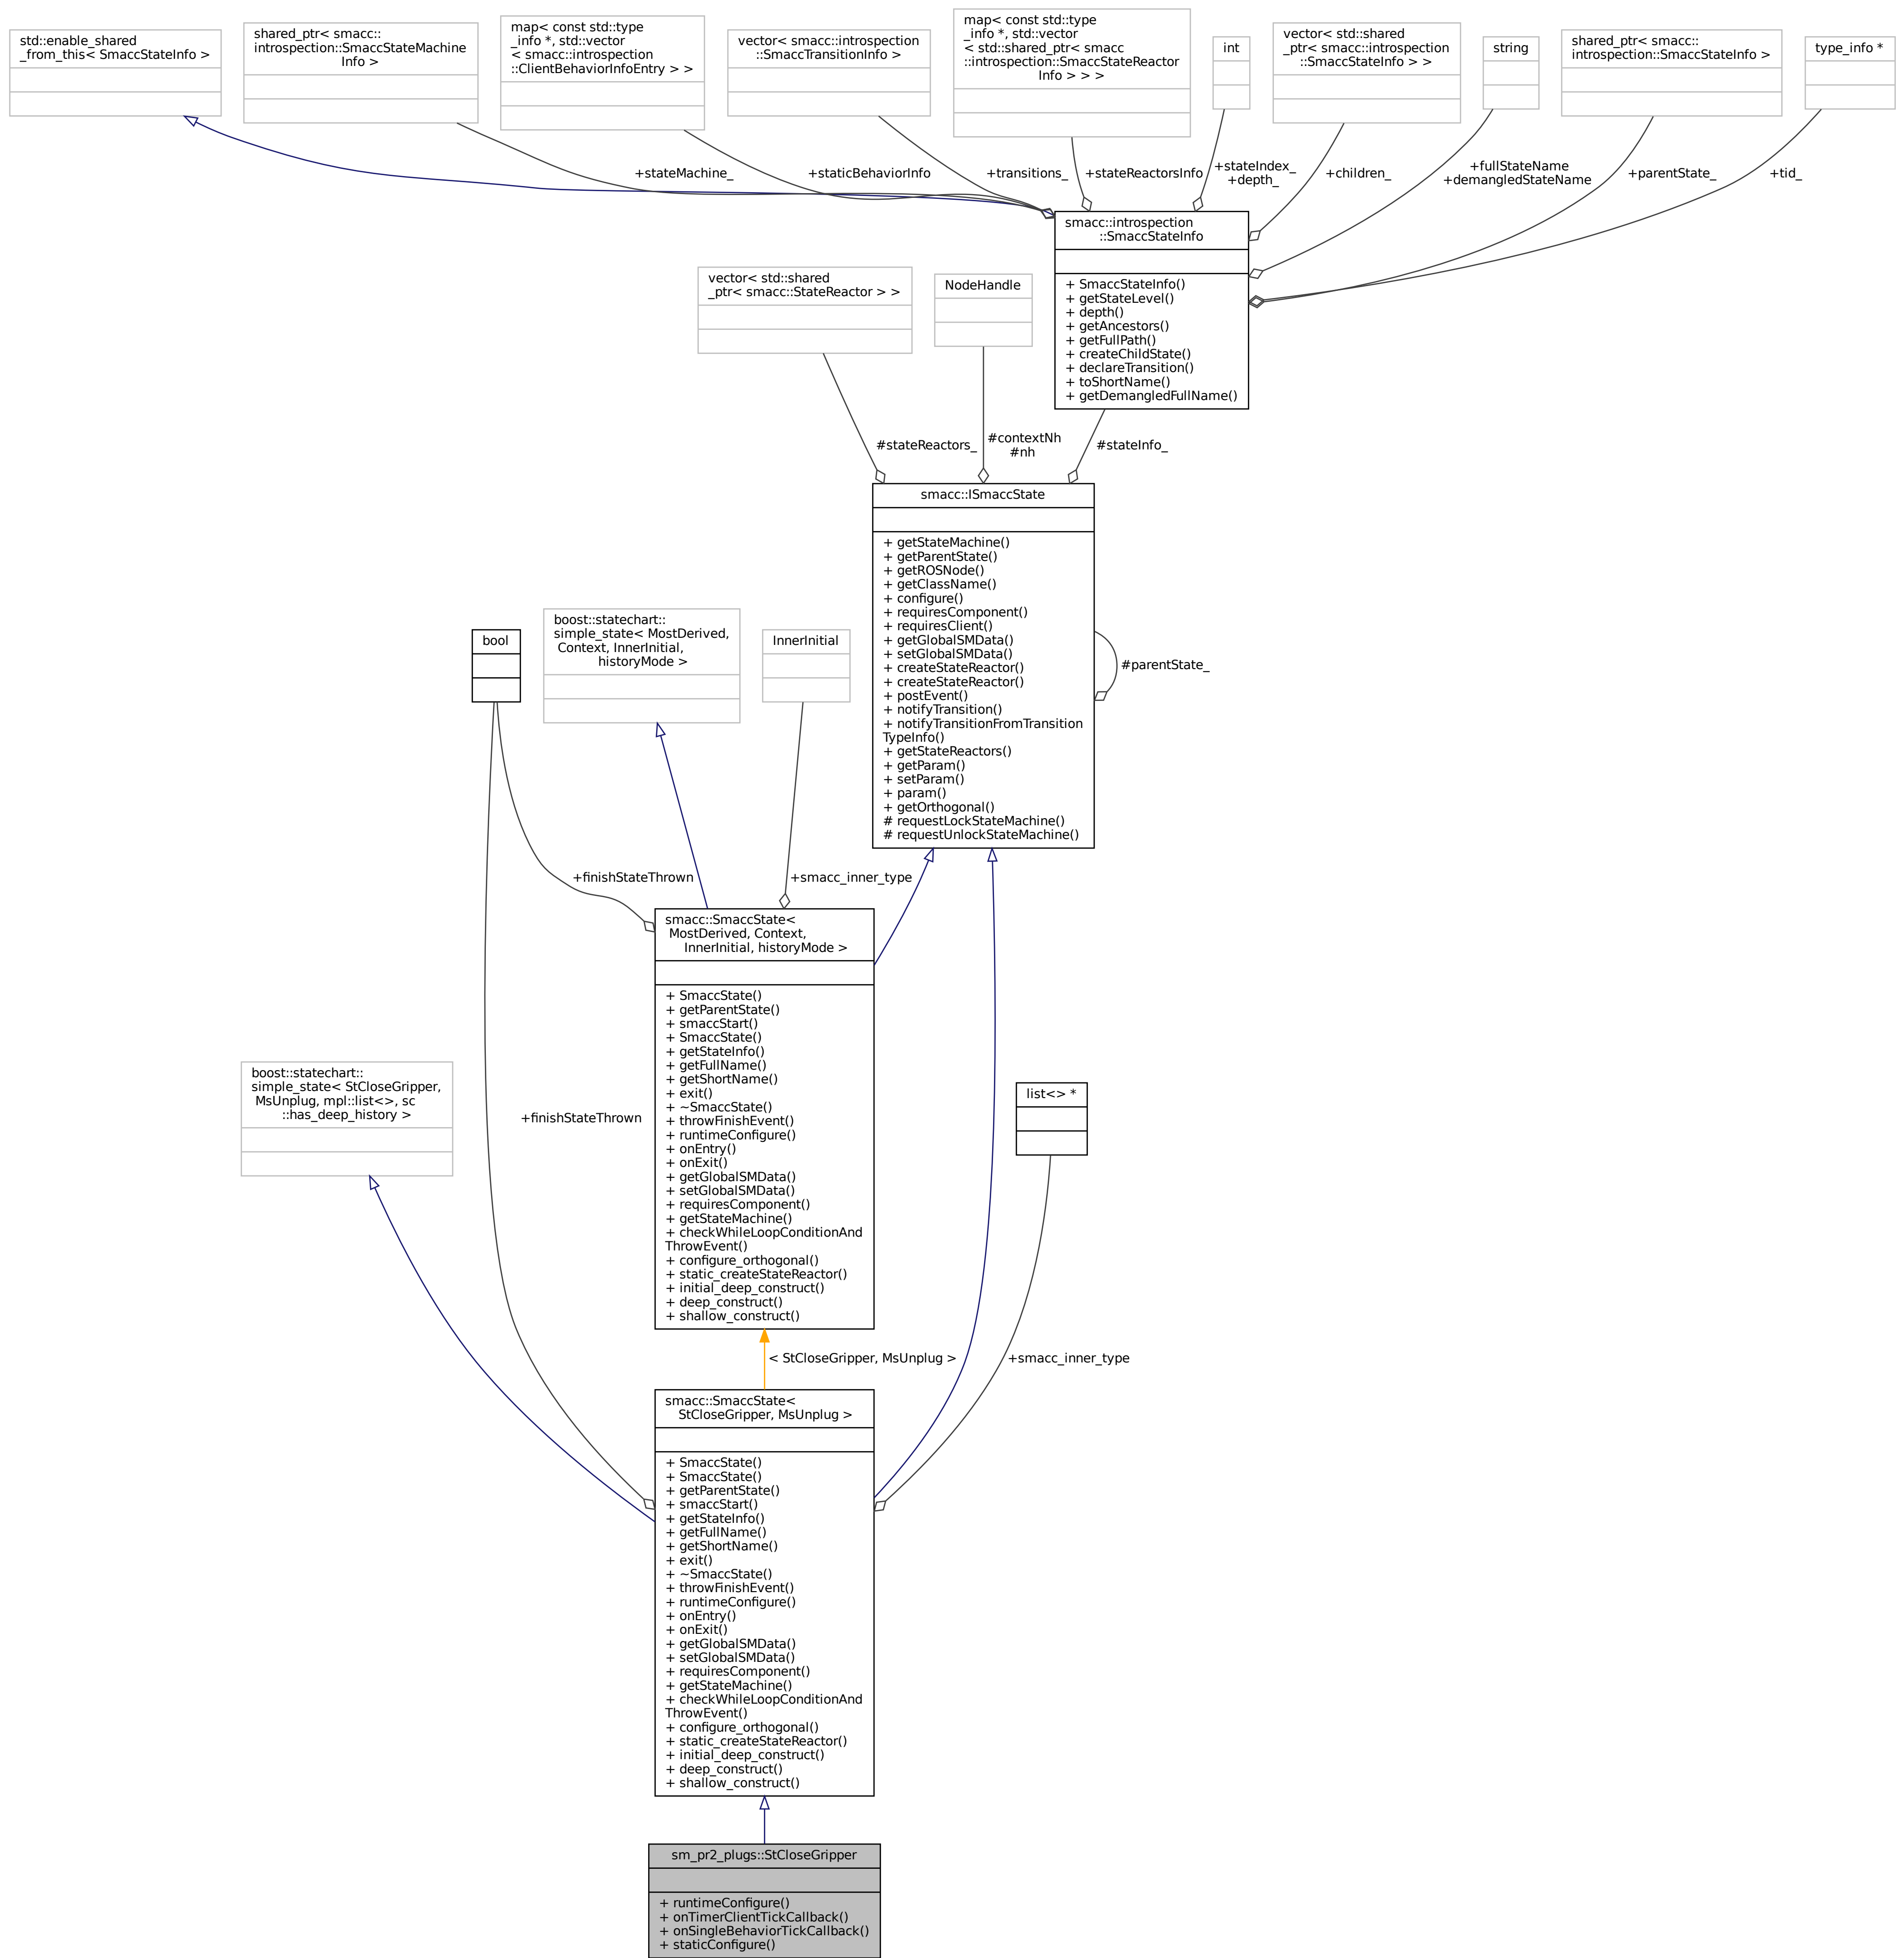 std::enable_shared
_from_this< SmaccStateInfo >
shared_ptr< smacc::
introspection::SmaccStateMachine
Info >
map< const std::type
_info *, std::vector
< smacc::introspection
::ClientBehaviorInfoEntry > >
vector< smacc::introspection
::SmaccTransitionInfo >
map< const std::type
_info *, std::vector
< std::shared_ptr< smacc
::introspection::SmaccStateReactor
Info > > >
int
vector< std::shared
_ptr< smacc::introspection
::SmaccStateInfo > >
string
shared_ptr< smacc::
introspection::SmaccStateInfo >
type_info *
+stateMachine_
+staticBehaviorInfo
+transitions_
+stateReactorsInfo
+stateIndex_
+depth_
+children_
+fullStateName
+demangledStateName
+parentState_
+tid_
smacc::introspection
::SmaccStateInfo
+ SmaccStateInfo()
+ getStateLevel()
+ depth()
+ getAncestors()
+ getFullPath()
+ createChildState()
+ declareTransition()
+ toShortName()
+ getDemangledFullName()
vector< std::shared
_ptr< smacc::StateReactor > >
NodeHandle
#stateReactors_
#contextNh
#nh
#stateInfo_
smacc::ISmaccState
+ getStateMachine()
+ getParentState()
+ getROSNode()
+ getClassName()
+ configure()
+ requiresComponent()
+ requiresClient()
+ getGlobalSMData()
+ setGlobalSMData()
+ createStateReactor()
+ createStateReactor()
+ postEvent()
+ notifyTransition()
+ notifyTransitionFromTransition
TypeInfo()
+ getStateReactors()
+ getParam()
+ setParam()
+ param()
+ getOrthogonal()
# requestLockStateMachine()
# requestUnlockStateMachine()
#parentState_
bool
boost::statechart::
simple_state< MostDerived,
Context, InnerInitial,
historyMode >
InnerInitial
+finishStateThrown
+smacc_inner_type
smacc::SmaccState<
MostDerived, Context,
InnerInitial, historyMode >
+ SmaccState()
+ getParentState()
+ smaccStart()
+ SmaccState()
+ getStateInfo()
+ getFullName()
+ getShortName()
+ exit()
+ ~SmaccState()
+ throwFinishEvent()
+ runtimeConfigure()
+ onEntry()
+ onExit()
+ getGlobalSMData()
+ setGlobalSMData()
+ requiresComponent()
+ getStateMachine()
+ checkWhileLoopConditionAnd
ThrowEvent()
+ configure_orthogonal()
+ static_createStateReactor()
+ initial_deep_construct()
+ deep_construct()
+ shallow_construct()
boost::statechart::
simple_state< StCloseGripper,
MsUnplug, mpl::list<>, sc
::has_deep_history >
+finishStateThrown
list<> *
< StCloseGripper, MsUnplug >
+smacc_inner_type
smacc::SmaccState<
StCloseGripper, MsUnplug >
+ SmaccState()
+ SmaccState()
+ getParentState()
+ smaccStart()
+ getStateInfo()
+ getFullName()
+ getShortName()
+ exit()
+ ~SmaccState()
+ throwFinishEvent()
+ runtimeConfigure()
+ onEntry()
+ onExit()
+ getGlobalSMData()
+ setGlobalSMData()
+ requiresComponent()
+ getStateMachine()
+ checkWhileLoopConditionAnd
ThrowEvent()
+ configure_orthogonal()
+ static_createStateReactor()
+ initial_deep_construct()
+ deep_construct()
+ shallow_construct()
sm_pr2_plugs::StCloseGripper
+ runtimeConfigure()
+ onTimerClientTickCallback()
+ onSingleBehaviorTickCallback()
+ staticConfigure()